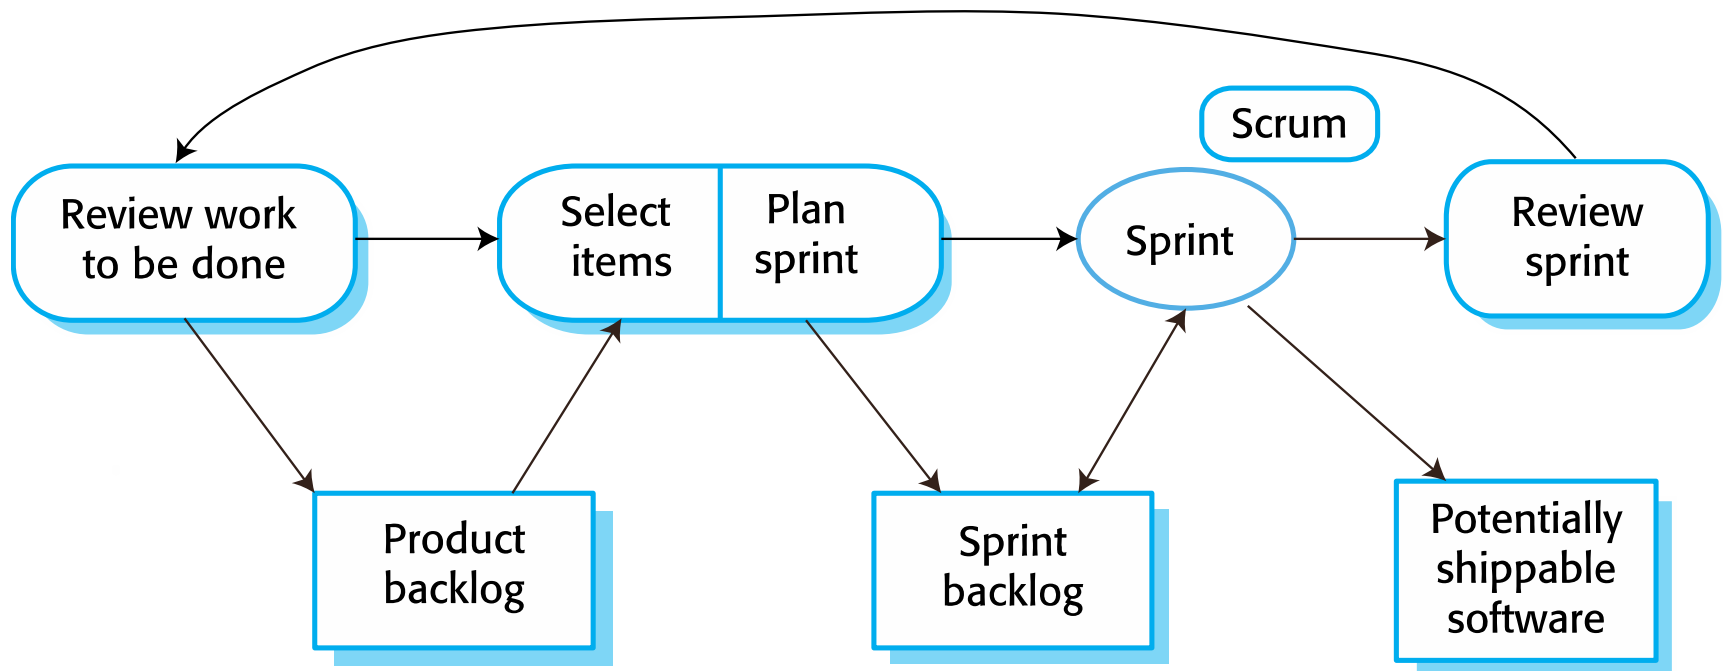 Scrum
Review work
to be done
Select
items
Plan
sprint
Sprint
Review
sprint
Product
backlog
Sprint
backlog
Potentially
shippable
software